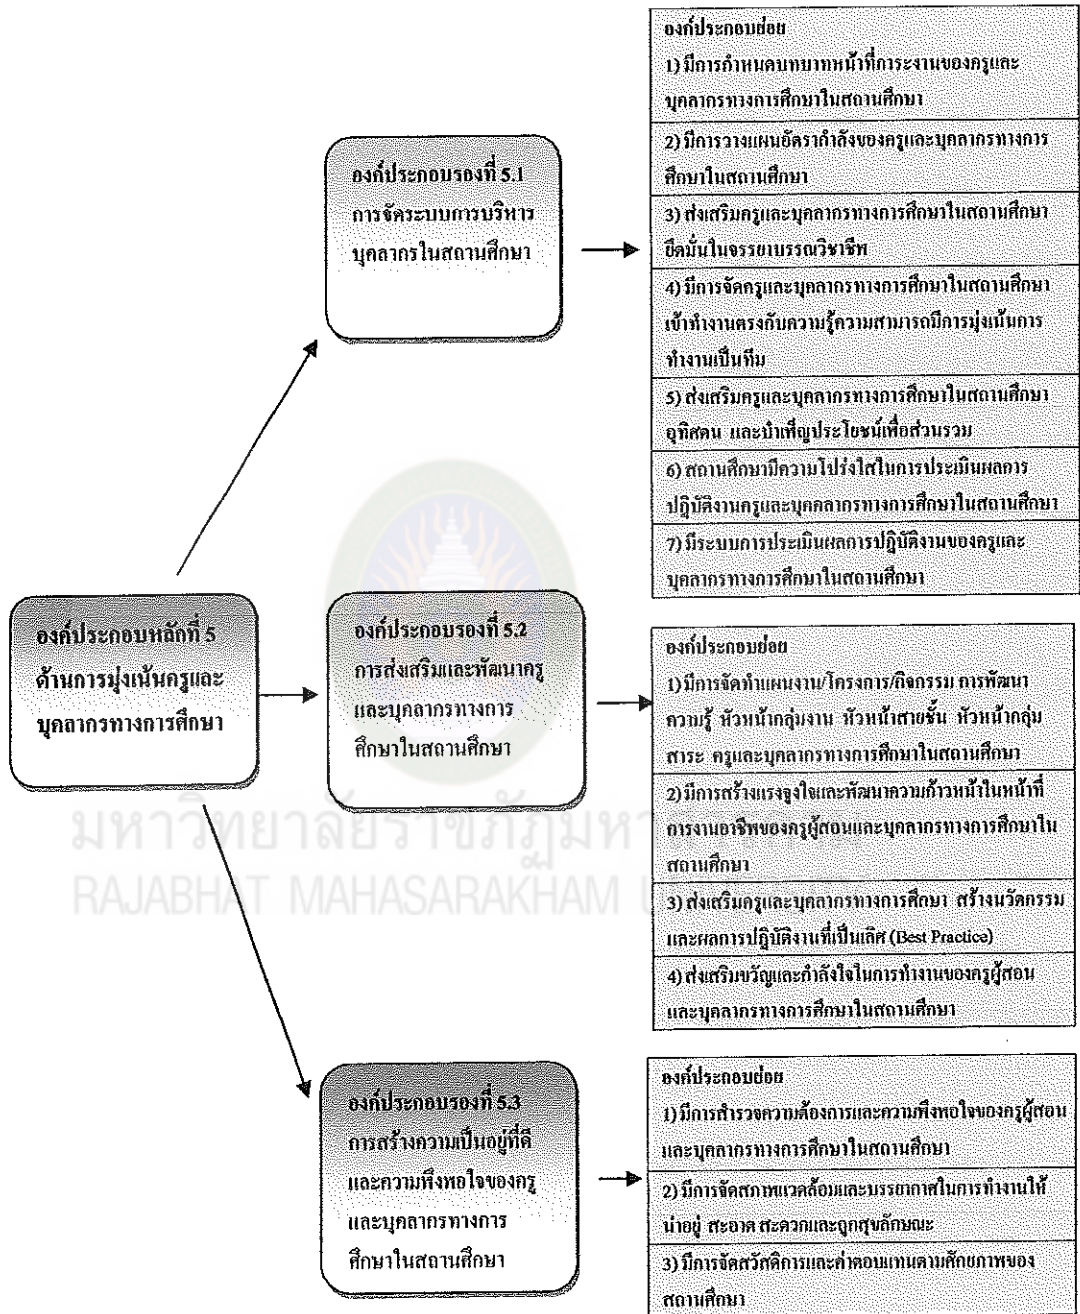 องค์ประกอบหลักที่ 5
ด้านการมุ่งเน้นครูและ
บุคลากรทางการศึกษา
องค์ประกอบรองที่ 5.1
การจัดระบบการบริหาร
บุคลากรในสถานศึกษา
องค์ประกอบย่อย
1) มีการกำหนดบทบาทหน้าที่ภาระงานของครูและ
บุคลากรทางการศึกษาในสถานศึกษา
2) มีการวางแผนอัตรากำลังของครูและบุคลากรทางการ
ศึกษาในสถานศึกษา
3) ส่งเสริมครูและบุคลากรทางการศึกษาในสถานศึกษา
ยึดมั่นในจรรยาบรรณวิชาชีพ
4) มีการจัดครูและบุคลากรทางการศึกษาในสถานศึกษา
เข้าทำงานตรงกับความรู้ความสามารถมีการมุ่งเน้นการ
ทำงานเป็นทีม
5) ส่งเสริมครูและบุคลากรทางการศึกษาในสถานศึกษา
อุทิศตน และบำเพ็ญประโยชน์เพื่อส่วนรวม
6) สถานศึกษามีความโปร่งใสในการประเมินผลการ
ปฏิบัติงานครูและบุคคลากรทางการศึกษาในสถานศึกษา
7) มีระบบการประเมินผลการปฏิบัติงานของครูและ
บุคลากรทางการศึกษาในสถานศึกษา
องค์ประกอบรองที่ 5.2
การส่งเสริมและพัฒนาครู
และบุคลากรทางการ
ศึกษาในสถานศึกษา
องค์ประกอบย่อย
1) มีการจัดทำแผนงาน/โครงการ/กิจกรรม การพัฒนา
ความรู้ หัวหน้ากลุ่มงาน หัวหน้าสายชั้น หัวหน้ากลุ่ม
สาระ ครูและบุคลากรทางการศึกษาในสถานศึกษา
2) มีการสร้างแรงจูงใจและพัฒนาความก้าวหน้าในหน้าที่
การงานอาชีพของครูผู้สอนและบุคลากรทางการศึกษาใน
สถานศึกษา
3) ส่งเสริมครูและบุคลากรทางการศึกษา สร้างนวัตกรรม
และผลการปฏิบัติงานที่เป็นเลิศ (Best Practice)
4) ส่งเสริมขวัญและกำลังใจในการทำงานของครูผู้สอน
และบุคลากรทางการศึกษาในสถานศึกษา
องค์ประกอบรองที่ 5.3
การสร้างความเป็นอยู่ที่ดี
และความพึงพอใจของครู
และบุคลากรทางการ
ศึกษาในสถานศึกษา
องค์ประกอบย่อย
1) มีการสำรวจความต้องการและความพึงพอใจของครูผู้สอน
และบุคลากรทางการศึกษาในสถานศึกษา
2) มีการจัดสภาพแวดล้อมและบรรยากาศในการทำงานให้
น่าอยู่ สะอาด สะดวกและถูกสุขลักษณะ
3) มีการจัดสวัสดิการและค่าตอบแทนตามศักยภาพของ
สถานศึกษา
มหาวิทยาลัยราชภัฏ
RAJABHAT MAHASARAKHAM